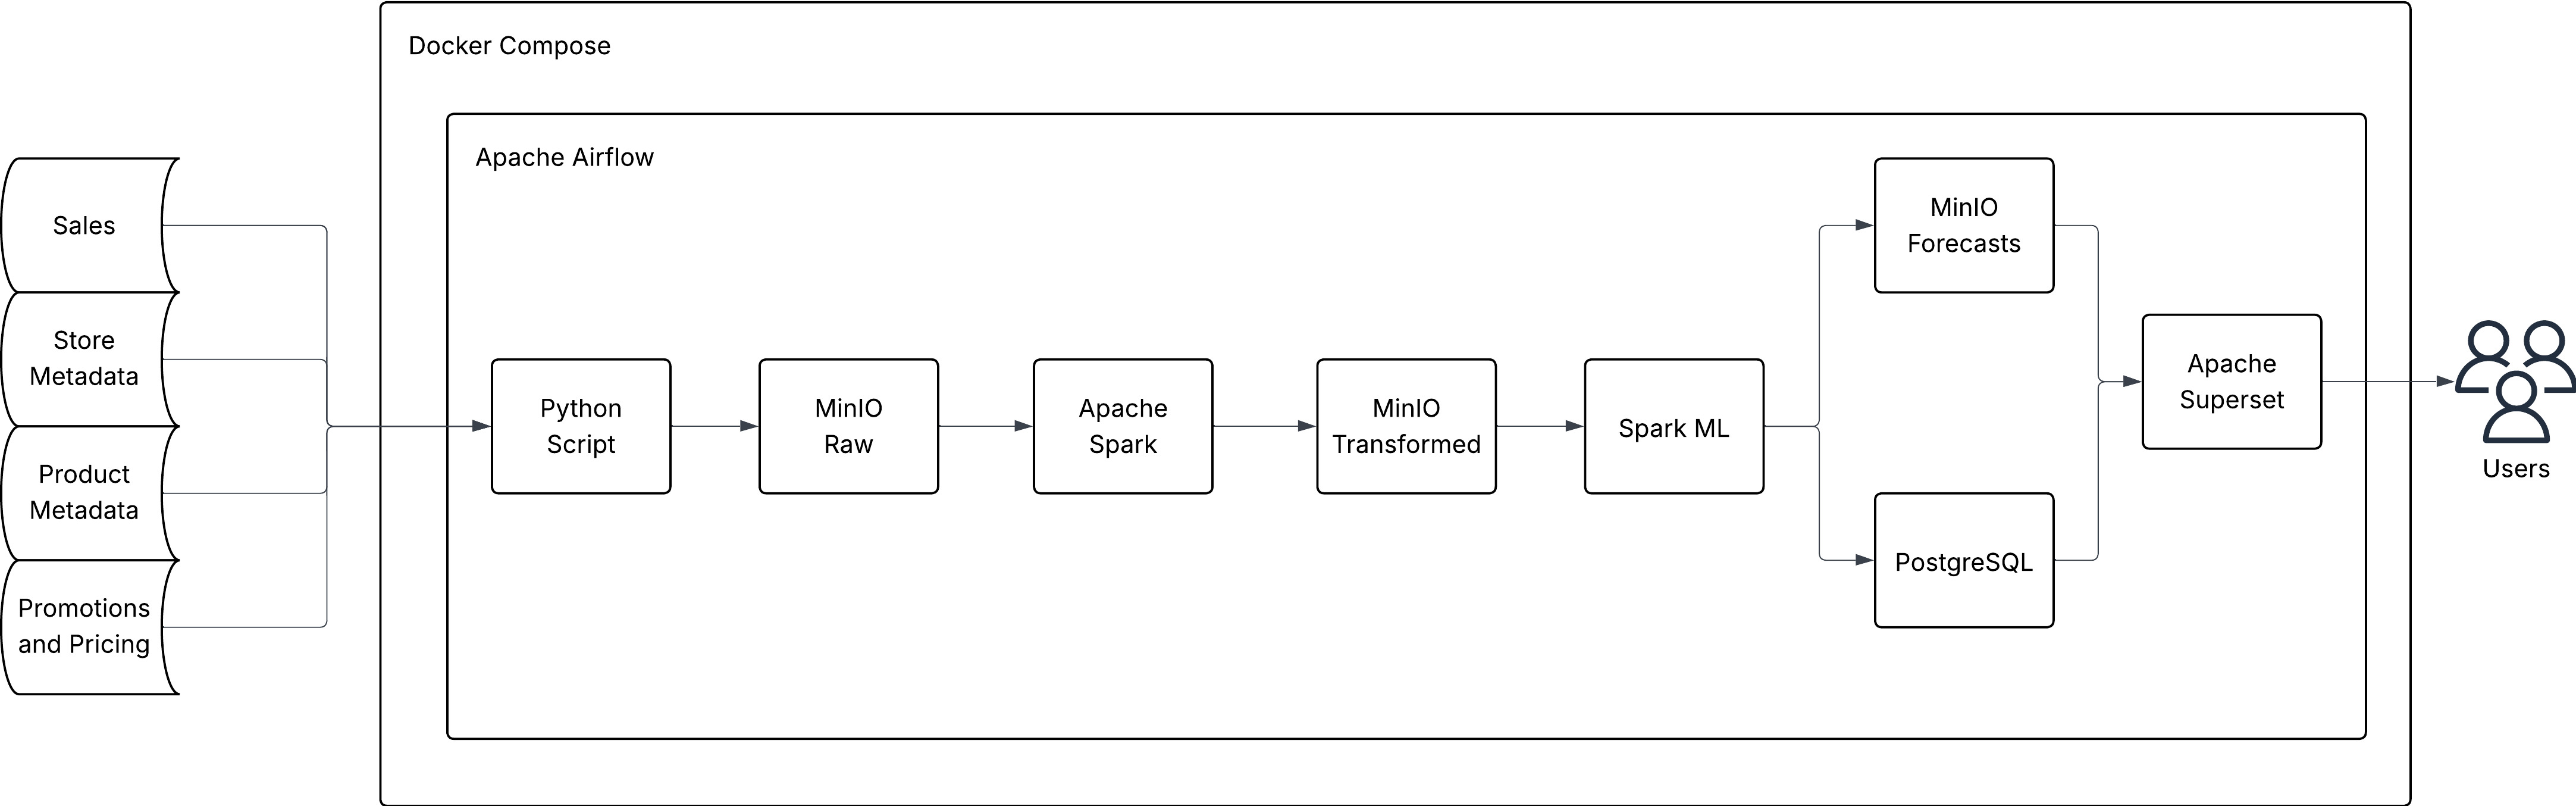 Docker Compose
Apache Airflow
Sales
Store
Metadata
Product
Metadata
Promotions
and Pricing
Python
Script
MinIO
Raw
Apache
Spark
MinIO
Transformed
Spark ML
MinIO
Forecasts
PostgreSQL
Apache
Superset
Users